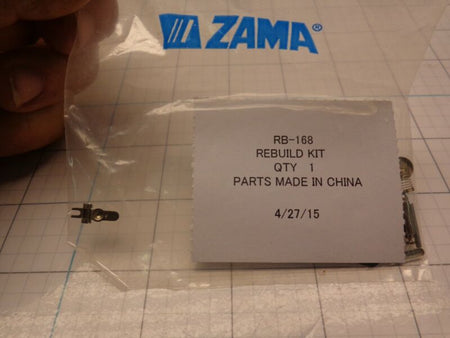 ZAMA®
RB-168
REBUILD KIT
QTY 1
PARTS MADE IN CHINA
4/27/15